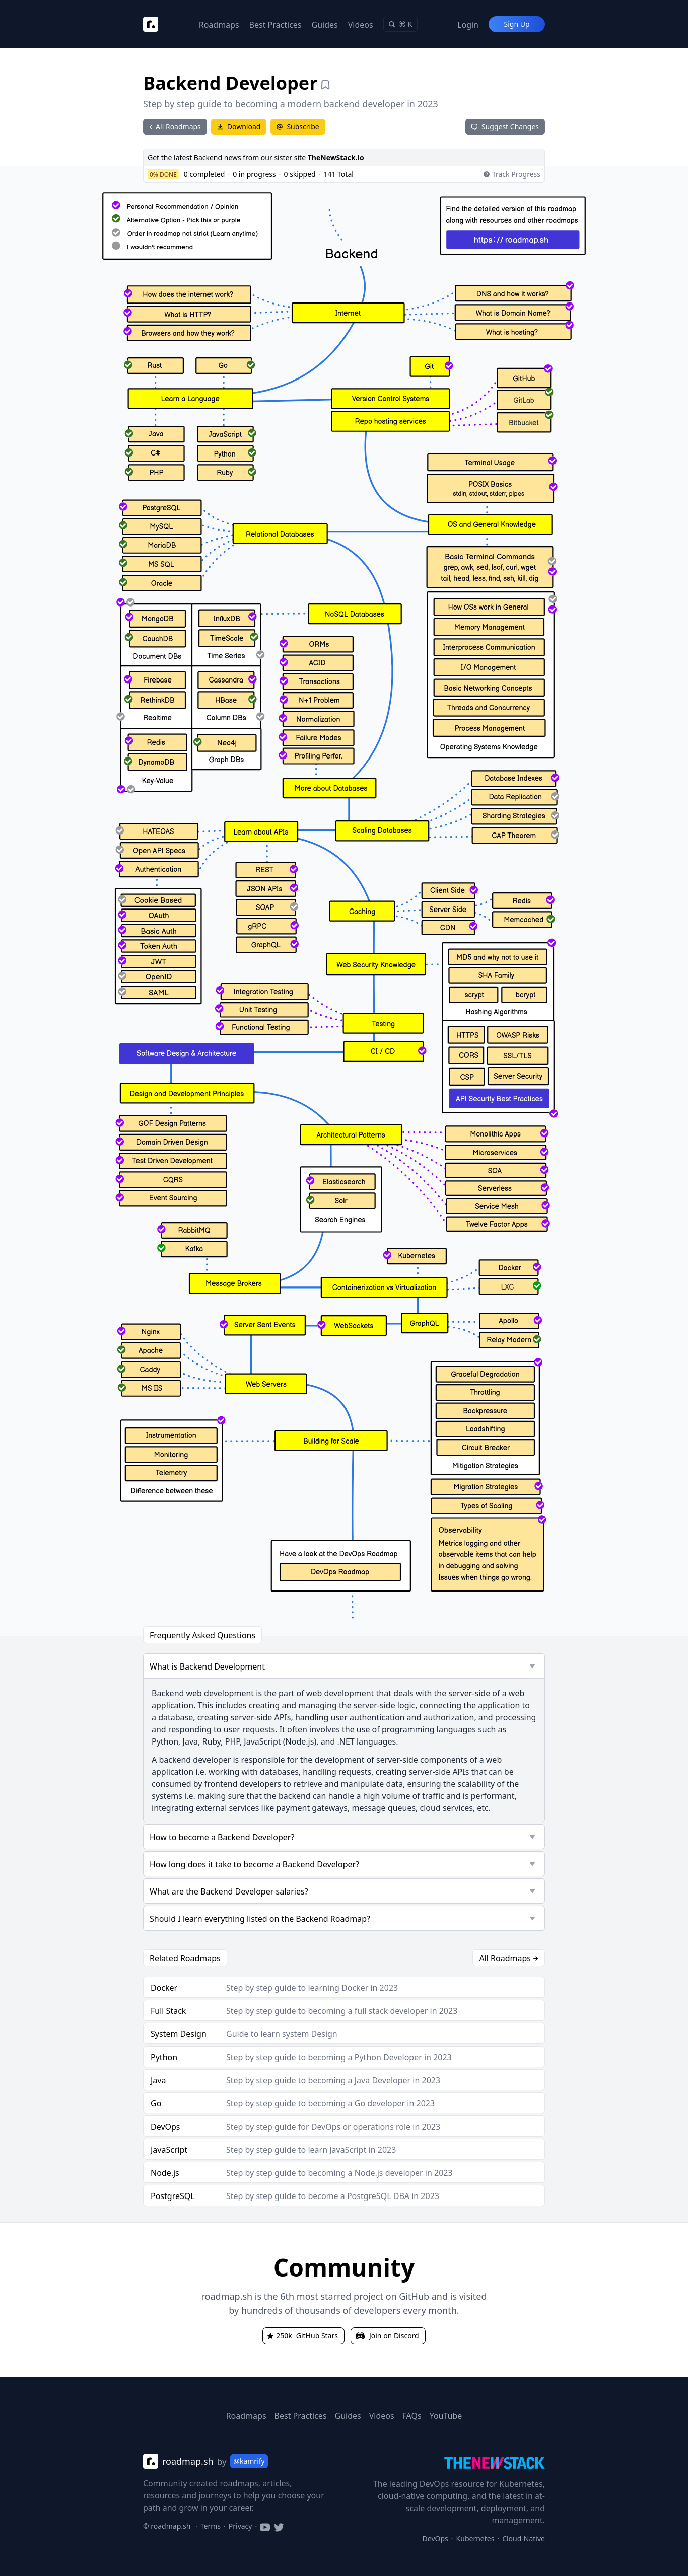 Roadmaps Best Practices Guides Videos ⌘ K Login Sign Up
Backend Developer
Step by step guide to becoming a modern backend developer in 2023
← All Roadmaps Download Subscribe Suggest Changes
Get the latest Backend news from our sister site TheNewStack.io
0% DONE 0 completed · 0 in progress · 0 skipped · 141 Total Track Progress
Personal Recommendation / Opinion
Alternative Option - Pick this or purple
Order in roadmap not strict (Learn anytime)
I wouldn't recommend
Find the detailed version of this roadmap
along with resources and other roadmaps
https://roadmap.sh
Backend
How does the internet work?
What is HTTP?
Browsers and how they work?
Internet
DNS and how it works?
What is Domain Name?
What is hosting?
Rust
Go
Learn a Language
Java
JavaScript
C#
Python
PHP
Ruby
Git
Version Control Systems
Repo hosting services
GitHub
GitLab
Bitbucket
Terminal Usage
POSIX Basics
stdin, stdout, stderr, pipes
OS and General Knowledge
Basic Terminal Commands
grep, awk, sed, lsof, curl, wget
tail, head, less, find, ssh, kill, dig
How OSs work in General
Memory Management
Interprocess Communication
I/O Management
Basic Networking Concepts
Threads and Concurrency
Process Management
Operating Systems Knowledge
PostgreSQL
MySQL
MariaDB
MS SQL
Oracle
Relational Databases
NoSQL Databases
MongoDB
CouchDB
Document DBs
InfluxDB
TimeScale
Time Series
Firebase
RethinkDB
Realtime
Cassandra
HBase
Column DBs
Redis
DynamoDB
Key-Value
Neo4j
Graph DBs
ORMs
ACID
Transactions
N+1 Problem
Normalization
Failure Modes
Profiling Perfor.
More about Databases
Database Indexes
Data Replication
Sharding Strategies
CAP Theorem
Scaling Databases
Learn about APIs
HATEOAS
Open API Specs
Authentication
Cookie Based
OAuth
Basic Auth
Token Auth
JWT
OpenID
SAML
REST
JSON APIs
SOAP
gRPC
GraphQL
Caching
Client Side
Server Side
CDN
Redis
Memcached
Web Security Knowledge
MD5 and why not to use it
SHA Family
scrypt
bcrypt
Hashing Algorithms
HTTPS
OWASP Risks
CORS
SSL/TLS
CSP
Server Security
API Security Best Practices
Integration Testing
Unit Testing
Functional Testing
Testing
CI / CD
Software Design & Architecture
Design and Development Principles
GOF Design Patterns
Domain Driven Design
Test Driven Development
CQRS
Event Sourcing
Architectural Patterns
Monolithic Apps
Microservices
SOA
Serverless
Service Mesh
Twelve Factor Apps
Elasticsearch
Solr
Search Engines
RabbitMQ
Kafka
Message Brokers
Kubernetes
Containerization vs Virtualization
Docker
LXC
Server Sent Events
WebSockets
GraphQL
Apollo
Relay Modern
Nginx
Apache
Caddy
MS IIS
Web Servers
Building for Scale
Instrumentation
Monitoring
Telemetry
Difference between these
Graceful Degradation
Throttling
Backpressure
Loadshifting
Circuit Breaker
Mitigation Strategies
Migration Strategies
Types of Scaling
Observability
Metrics logging and other
observable items that can help
in debugging and solving
Issues when things go wrong.
Have a look at the DevOps Roadmap
DevOps Roadmap
Frequently Asked Questions
What is Backend Development
Backend web development is the part of web development that deals with the server-side of a web
application. This includes creating and managing the server-side logic, connecting the application to
a database, creating server-side APIs, handling user authentication and authorization, and processing
and responding to user requests. It often involves the use of programming languages such as
Python, Java, Ruby, PHP, JavaScript (Node.js), and .NET languages.
A backend developer is responsible for the development of server-side components of a web
application i.e. working with databases, handling requests, creating server-side APIs that can be
consumed by frontend developers to retrieve and manipulate data, ensuring the scalability of the
systems i.e. making sure that the backend can handle a high volume of traffic and is performant,
integrating external services like payment gateways, message queues, cloud services, etc.
How to become a Backend Developer?
How long does it take to become a Backend Developer?
What are the Backend Developer salaries?
Should I learn everything listed on the Backend Roadmap?
Related Roadmaps All Roadmaps →
Docker Step by step guide to learning Docker in 2023
Full Stack Step by step guide to becoming a full stack developer in 2023
System Design Guide to learn system Design
Python Step by step guide to becoming a Python Developer in 2023
Java Step by step guide to becoming a Java Developer in 2023
Go Step by step guide to becoming a Go developer in 2023
DevOps Step by step guide for DevOps or operations role in 2023
JavaScript Step by step guide to learn JavaScript in 2023
Node.js Step by step guide to becoming a Node.js developer in 2023
PostgreSQL Step by step guide to become a PostgreSQL DBA in 2023
Community
roadmap.sh is the 6th most starred project on GitHub and is visited
by hundreds of thousands of developers every month.
★ 250k GitHub Stars Join on Discord
Roadmaps Best Practices Guides Videos FAQs YouTube
roadmap.sh by @kamrify
Community created roadmaps, articles,
resources and journeys to help you choose your
path and grow in your career.
© roadmap.sh · Terms · Privacy ·
THENEWSTACK
The leading DevOps resource for Kubernetes,
cloud-native computing, and the latest in at-
scale development, deployment, and
management.
DevOps · Kubernetes · Cloud-Native